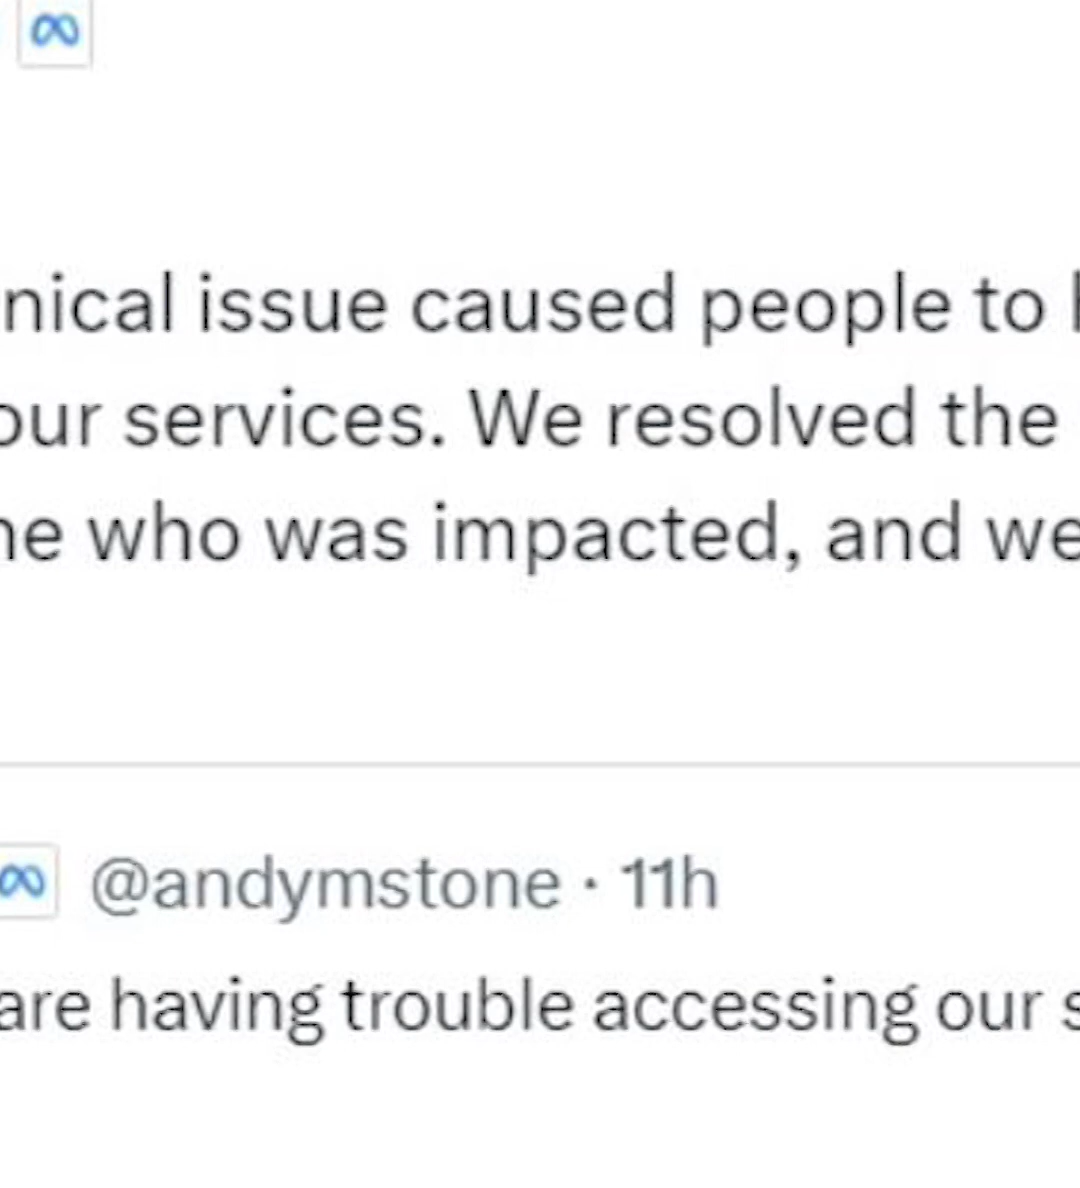 nical issue caused people to
our services. We resolved the
who was impacted, and we
@andymstone · 11h
are having trouble accessing our